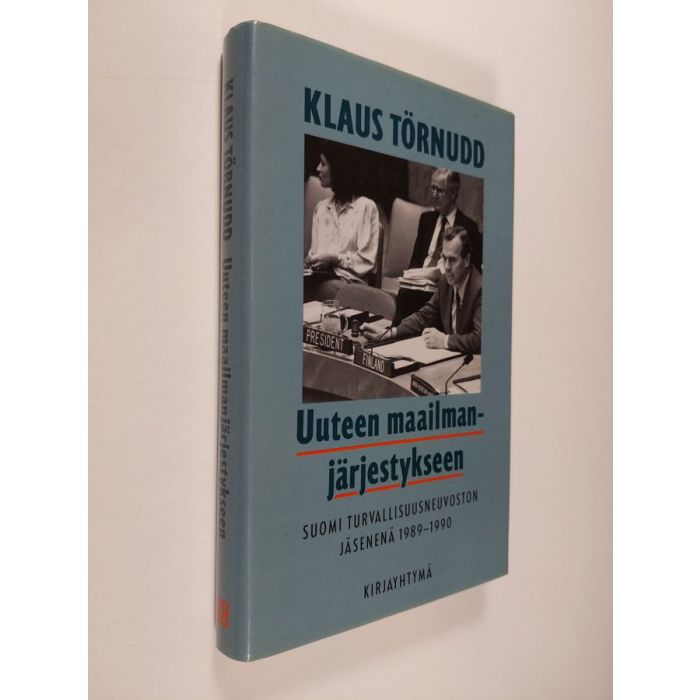 KLAUS TÖRNUDD Uuteen maailmanjärjestykseen
KLAUS TÖRNUDD
PRESIDENT
FINLAND
Uuteen maailman-
järjestykseen
SUOMI TURVALLISUUSNEUVOSTON
JÄSENENÄ 1989–1990
KIRJAYHTYMÄ